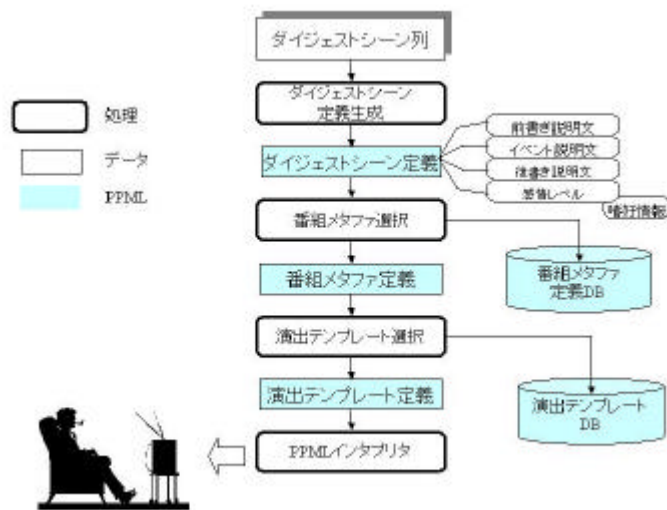 ダイジェストシーン列
ダイジェストシーン
定義生成
処理
データ
PPML
ダイジェストシーン定義
前書き説明文
イベント説明文
後書き説明文
感情レベル
嗜好情報
番組メタファ選択
番組メタファ定義
番組メタファ
定義DB
演出テンプレート選択
演出テンプレート定義
演出テンプレート
DB
PPMLインタプリタ